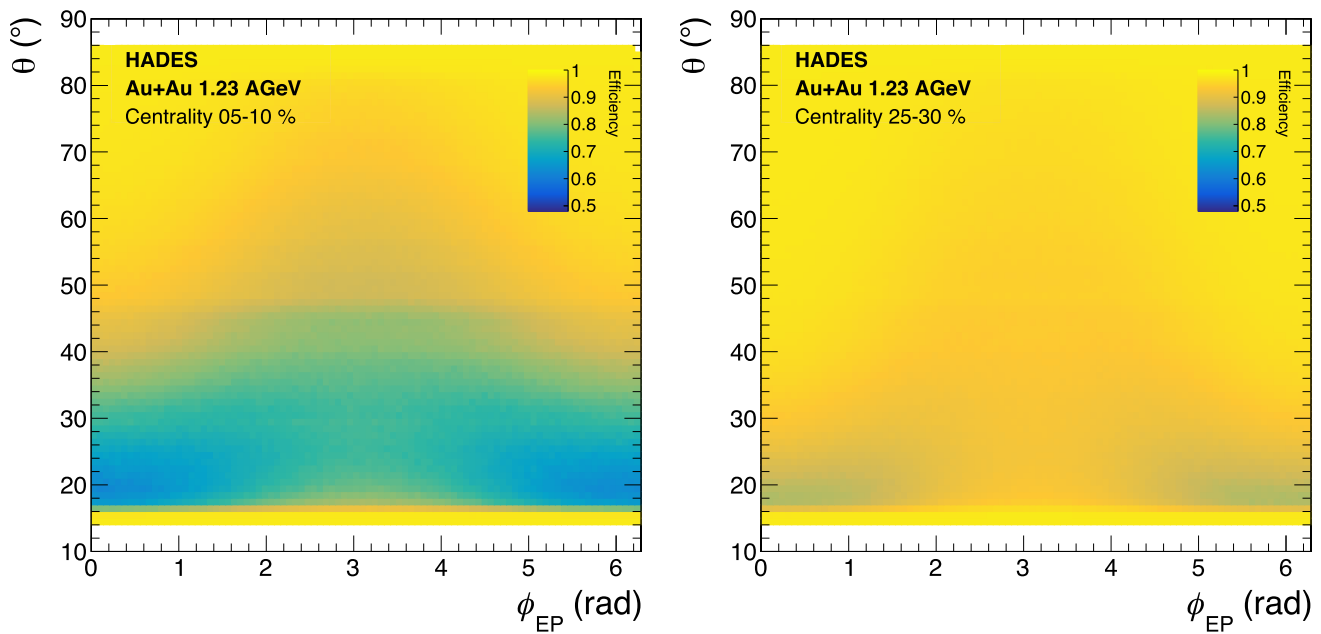 θ (°)
90
80
70
60
50
40
30
20
10
HADES
Au+Au 1.23 AGeV
Centrality 05-10 %
1
0.9
0.8
0.7
0.6
0.5
Efficiency
0 1 2 3 4 5 6
ϕEP (rad)
θ (°)
90
80
70
60
50
40
30
20
10
HADES
Au+Au 1.23 AGeV
Centrality 25-30 %
1
0.9
0.8
0.7
0.6
0.5
Efficiency
0 1 2 3 4 5 6
ϕEP (rad)